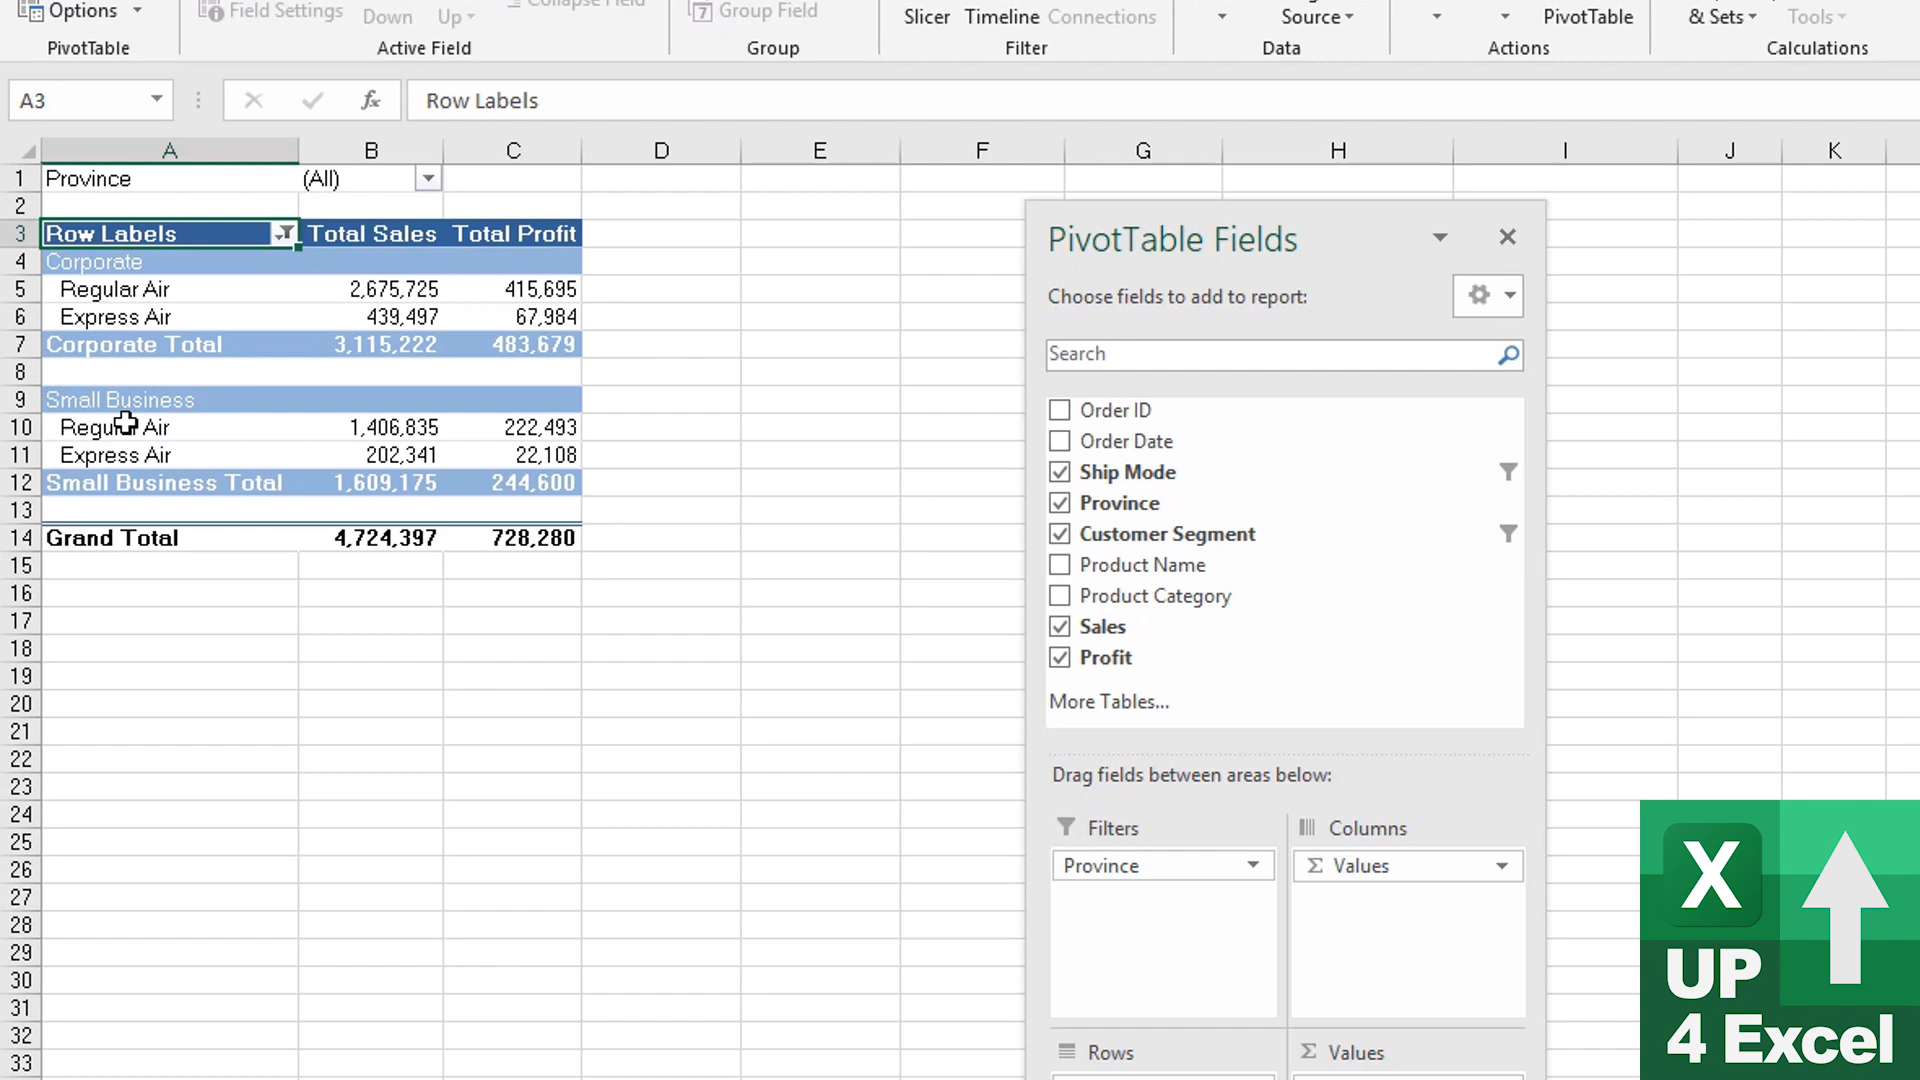 Options
Field Settings
Down
Up
Group Field
Slicer
Timeline
Connections
Source
PivotTable
& Sets
Tools
PivotTable
Active Field
Group
Filter
Data
Actions
Calculations
A3
fx
Row Labels
A B C D E F G H I J K
1 Province (All)
2
3 Row Labels Total Sales Total Profit
4 Corporate
5 Regular Air 2,675,725 415,695
6 Express Air 439,497 67,984
7 Corporate Total 3,115,222 483,679
8
9 Small Business
10 Regular Air 1,406,835 222,493
11 Express Air 202,341 22,108
12 Small Business Total 1,609,175 244,600
13
14 Grand Total 4,724,397 728,280
15
16
17
18
19
20
21
22
23
24
25
26
27
28
29
30
31
32
33
PivotTable Fields
Choose fields to add to report:
Search
Order ID
Order Date
Ship Mode
Province
Customer Segment
Product Name
Product Category
Sales
Profit
More Tables...
Drag fields between areas below:
Filters
Columns
Province
Σ Values
Rows
Σ Values
X
UP
4 Excel